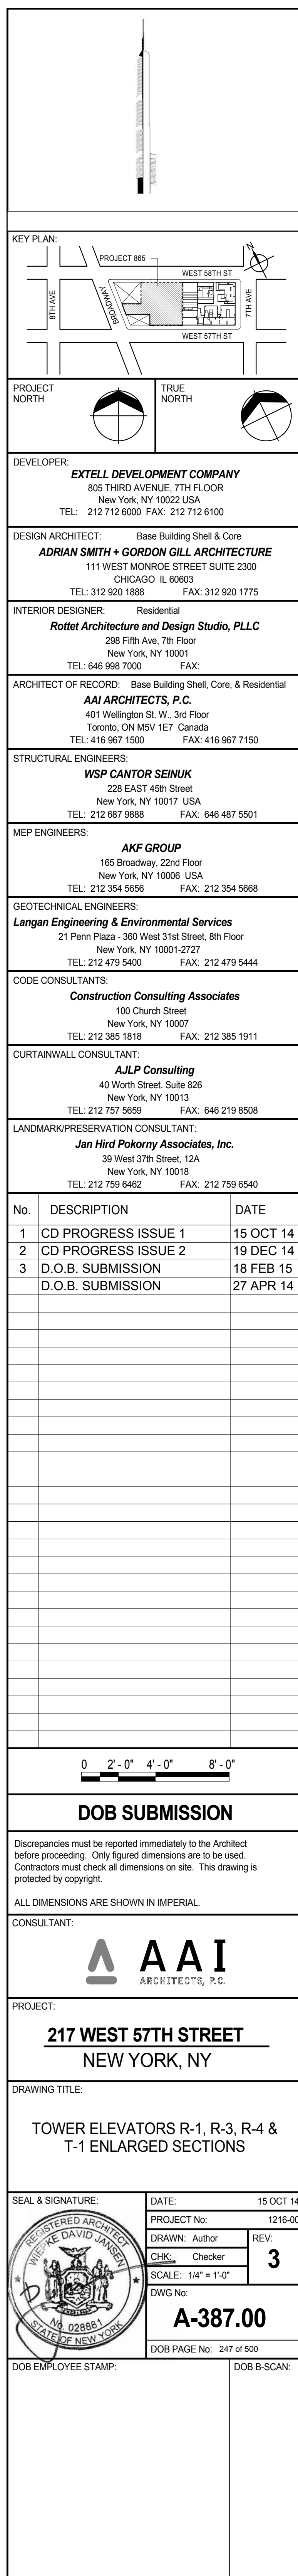 KEY PLAN:
PROJECT 865
N
WEST 58TH ST
8TH AVE
BROADWAY
7TH AVE
WEST 57TH ST
PROJECT
NORTH
TRUE
NORTH
DEVELOPER:
EXTELL DEVELOPMENT COMPANY
805 THIRD AVENUE, 7TH FLOOR
New York, NY 10022 USA
TEL: 212 712 6000 FAX: 212 712 6100
DESIGN ARCHITECT: Base Building Shell & Core
ADRIAN SMITH + GORDON GILL ARCHITECTURE
111 WEST MONROE STREET SUITE 2300
CHICAGO IL 60603
TEL: 312 920 1888 FAX: 312 920 1775
INTERIOR DESIGNER: Residential
Rottet Architecture and Design Studio, PLLC
298 Fifth Ave, 7th Floor
New York, NY 10001
TEL: 646 998 7000 FAX:
ARCHITECT OF RECORD: Base Building Shell, Core, & Residential
AAI ARCHITECTS, P.C.
401 Wellington St. W., 3rd Floor
Toronto, ON M5V 1E7 Canada
TEL: 416 967 1500 FAX: 416 967 7150
STRUCTURAL ENGINEERS:
WSP CANTOR SEINUK
228 EAST 45th Street
New York, NY 10017 USA
TEL: 212 687 9888 FAX: 646 487 5501
MEP ENGINEERS:
AKF GROUP
165 Broadway, 22nd Floor
New York, NY 10006 USA
TEL: 212 354 5656 FAX: 212 354 5668
GEOTECHNICAL ENGINEERS:
Langan Engineering & Environmental Services
21 Penn Plaza - 360 West 31st Street, 8th Floor
New York, NY 10001-2727
TEL: 212 479 5400 FAX: 212 479 5444
CODE CONSULTANTS:
Construction Consulting Associates
100 Church Street
New York, NY 10007
TEL: 212 385 1818 FAX: 212 385 1911
CURTAINWALL CONSULTANT:
AJLP Consulting
40 Worth Street. Suite 826
New York, NY 10013
TEL: 212 757 5659 FAX: 646 219 8508
LANDMARK/PRESERVATION CONSULTANT:
Jan Hird Pokorny Associates, Inc.
39 West 37th Street, 12A
New York, NY 10018
TEL: 212 759 6462 FAX: 212 759 6540
No. DESCRIPTION DATE
1 CD PROGRESS ISSUE 1 15 OCT 14
2 CD PROGRESS ISSUE 2 19 DEC 14
3 D.O.B. SUBMISSION 18 FEB 15
D.O.B. SUBMISSION 27 APR 14
0 2' - 0" 4' - 0" 8' - 0"
DOB SUBMISSION
Discrepancies must be reported immediately to the Architect
before proceeding. Only figured dimensions are to be used.
Contractors must check all dimensions on site. This drawing is
protected by copyright.
ALL DIMENSIONS ARE SHOWN IN IMPERIAL.
CONSULTANT:
AAI
ARCHITECTS, P.C.
PROJECT:
217 WEST 57TH STREET
NEW YORK, NY
DRAWING TITLE:
TOWER ELEVATORS R-1, R-3, R-4 &
T-1 ENLARGED SECTIONS
SEAL & SIGNATURE:
REGISTERED ARCHITECT
DAVID JANSEN
No. 028881
STATE OF NEW YORK
DATE: 15 OCT 14
PROJECT No: 1216-00
DRAWN: Author
REV:
CHK: Checker
3
SCALE: 1/4" = 1'-0"
DWG No:
A-387.00
DOB PAGE No: 247 of 500
DOB EMPLOYEE STAMP:
DOB B-SCAN: